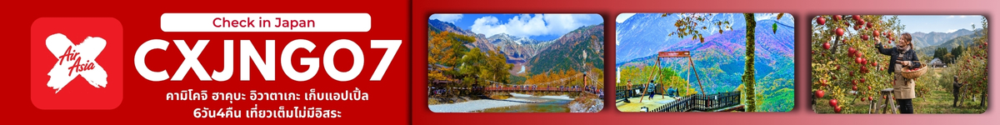 Air
Asia
Check in Japan
CXJNGO7
คามิโคจิ ฮาคุบะ อิวาตาเกะ เก็บแอปเปิ้ล
6วัน4คืน เที่ยวเต็มไม่มีอิสระ